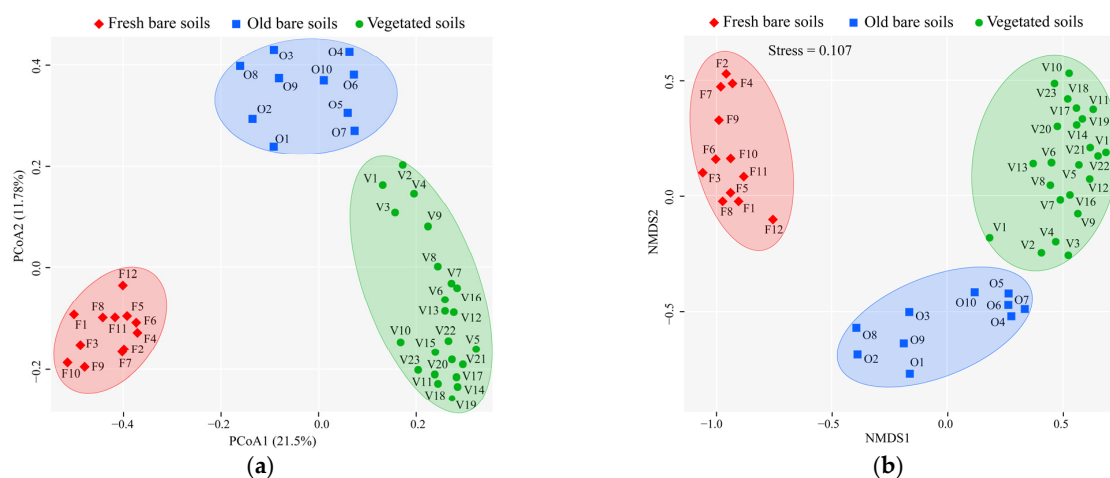 Fresh bare soils Old bare soils Vegetated soils
O3
O4
O8
O9
O10
O6
O2
O5
O1
O7
V1
V2
V4
V3
V9
V8
V7
V6
V16
V13
V12
V10
V22
V15
V5
V23
V20
V21
V11
V17
V18
V14
V19
F12
F1
F8
F5
F11
F6
F3
F4
F2
F10
F9
F7
0.4
0.2
0.0
−0.2
PCoA2 (11.78%)
−0.4
−0.2
0.0
0.2
PCoA1 (21.5%)
(a)
Fresh bare soils Old bare soils Vegetated soils
Stress = 0.107
F2
F7
F4
F9
F6
F10
F3
F11
F5
F8
F1
F12
V10
V23
V18
V11
V17
V19
V20
V14
V1
V6
V21
V13
V22
V5
V8
V12
V7
V16
V9
V1
V4
V2
V3
O5
O10
O6
O7
O3
O4
O8
O9
O2
O1
0.5
0.0
−0.5
NMDS2
−1.0
−0.5
0.0
0.5
NMDS1
(b)